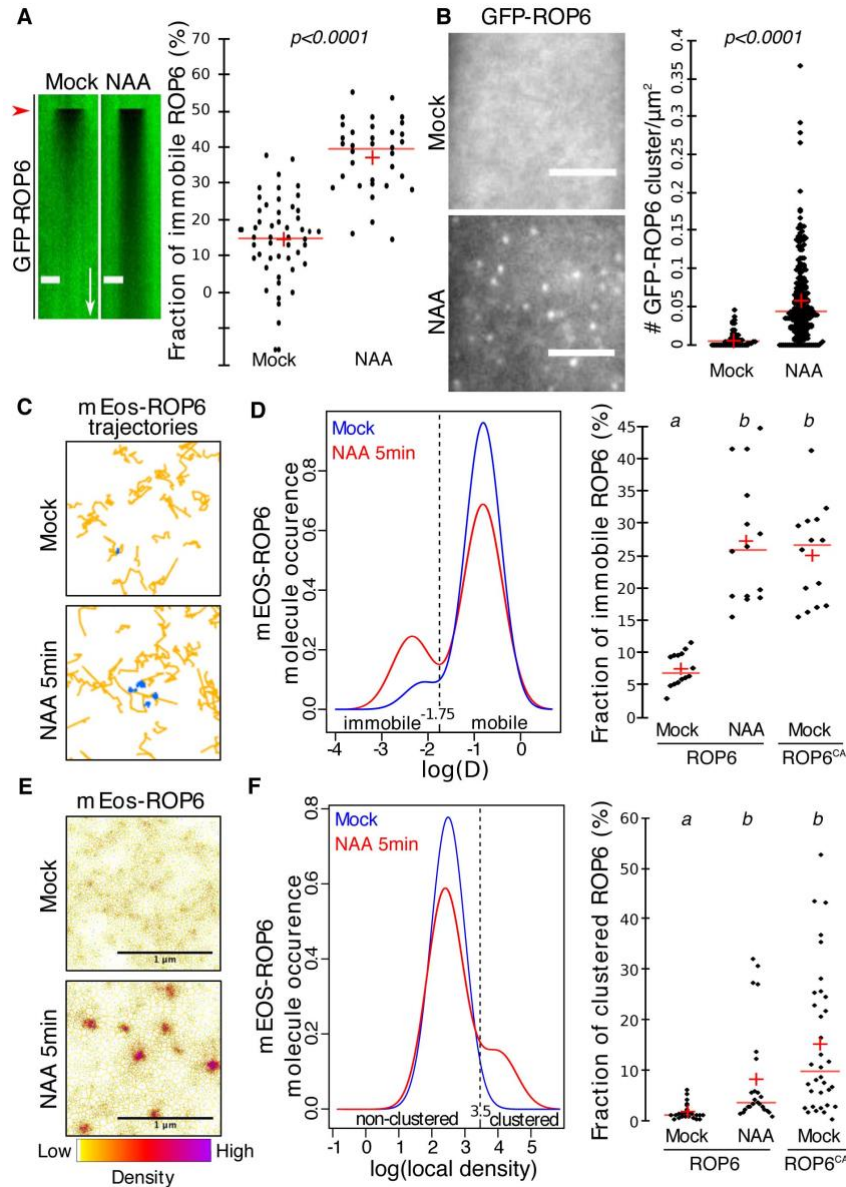 A
Mock NAA
GFP-ROP6
Fraction of immobile ROP6 (%)
70
60
50
40
30
20
10
0
p<0.0001
Mock
NAA
B
GFP-ROP6
Mock
NAA
# GFP-ROP6 cluster/µm²
0.4
0.35
0.3
0.25
0.2
0.15
0.1
0.05
0
p<0.0001
Mock
NAA
C
mEos-ROP6
trajectories
Mock
NAA 5min
D
Mock
NAA 5min
mEOS-ROP6
molecule occurence
0.8
0.6
0.4
0.2
0.0
immobile
-1.75
mobile
-4 -3 -2 -1 0
log(D)
Fraction of immobile ROP6 (%)
45
40
35
30
25
20
15
10
5
0
a b b
Mock NAA Mock
ROP6 ROP6CA
E
mEos-ROP6
Mock
1 µm
NAA 5min
1 µm
Low High
Density
F
Mock
NAA 5min
mEOS-ROP6
molecule occurence
0.8
0.6
0.4
0.2
0.0
non-clustered
3.5
clustered
-1 0 1 2 3 4 5
log(local density)
Fraction of clustered ROP6 (%)
60
50
40
30
20
10
0
a b b
Mock NAA Mock
ROP6 ROP6CA